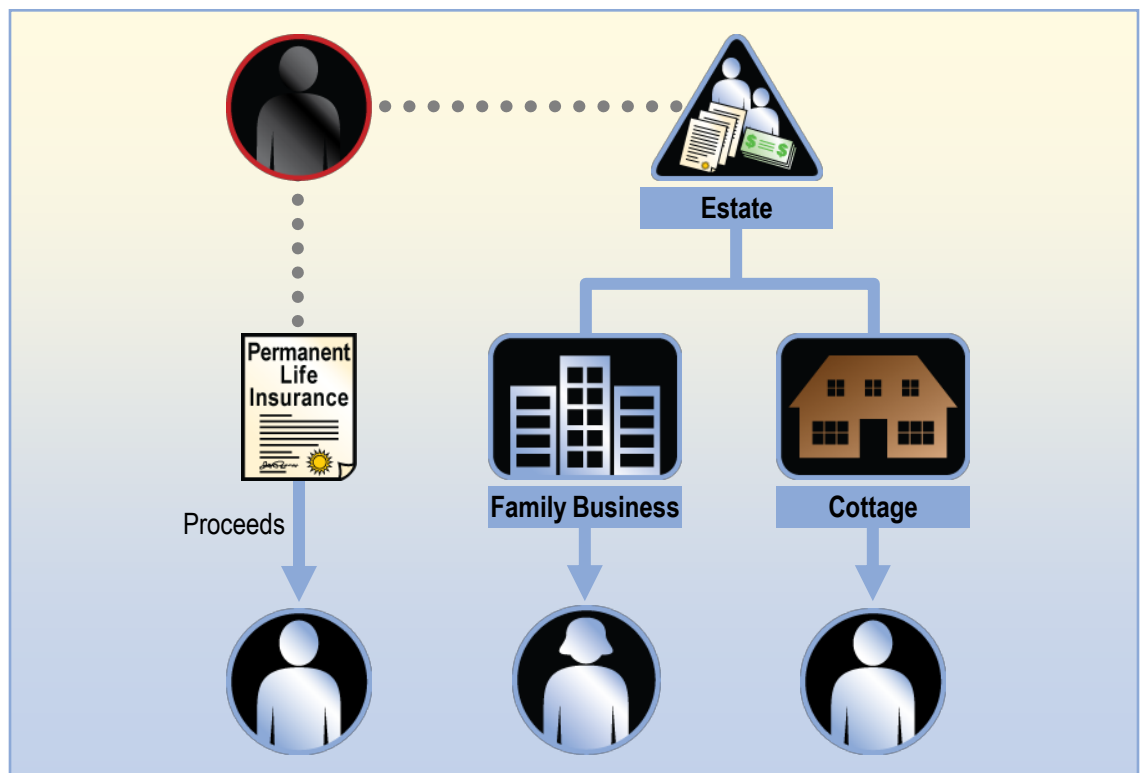 $ = $
Estate
Permanent
Life
Insurance
Family Business
Cottage
Proceeds